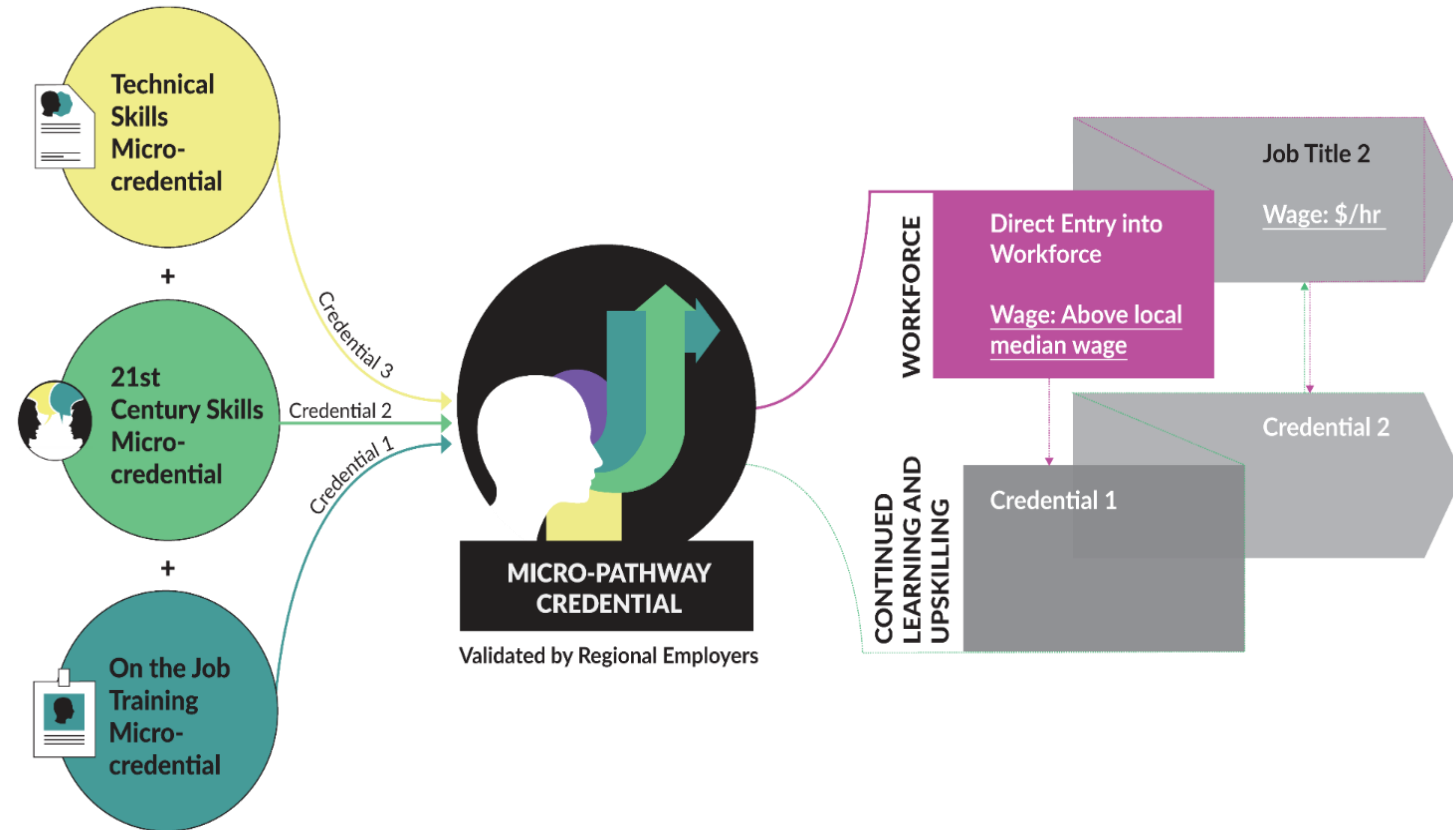 Technical
Skills
Micro-
credential
+
21st
Century Skills
Micro-
credential
+
On the Job
Training
Micro-
credential
Credential 3
Credential 2
Credential 1
MICRO-PATHWAY
CREDENTIAL
Validated by Regional Employers
WORKFORCE
Direct Entry into
Workforce
Wage: Above local
median wage
Job Title 2
Wage: $/hr
CONTINUED
LEARNING AND
UPSKILLING
Credential 1
Credential 2